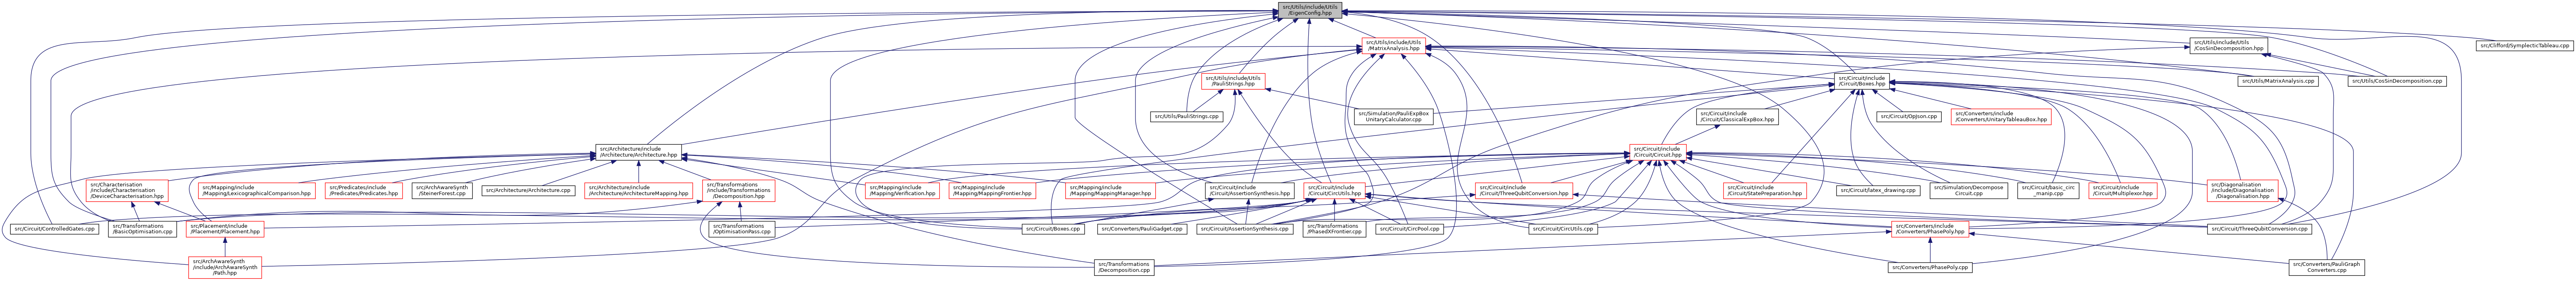 src/Utils/include/Utils
/EigenConfig.hpp
src/Utils/include/Utils
/MatrixAnalysis.hpp
src/Utils/include/Utils
/CosSinDecomposition.hpp
src/Clifford/SymplecticTableau.cpp
src/Utils/include/Utils
/PauliStrings.hpp
src/Circuit/include
/Circuit/Boxes.hpp
src/Utils/MatrixAnalysis.cpp
src/Utils/CosSinDecomposition.cpp
src/Utils/PauliStrings.cpp
src/Simulation/PauliExpBox
UnitaryCalculator.cpp
src/Circuit/include
/Circuit/ClassicalExpBox.hpp
src/Circuit/OpJson.cpp
src/Converters/include
/Converters/UnitaryTableauBox.hpp
src/Architecture/include
/Architecture/Architecture.hpp
src/Circuit/include
/Circuit/Circuit.hpp
src/Characterisation
/include/Characterisation
/DeviceCharacterisation.hpp
src/Mapping/include
/Mapping/LexicographicalComparison.hpp
src/Predicates/include
/Predicates/Predicates.hpp
src/ArchAwareSynth
/SteinerForest.cpp
src/Architecture/Architecture.cpp
src/Architecture/include
/Architecture/ArchitectureMapping.hpp
src/Transformations
/include/Transformations
/Decomposition.hpp
src/Mapping/include
/Mapping/Verification.hpp
src/Mapping/include
/Mapping/MappingFrontier.hpp
src/Mapping/include
/Mapping/MappingManager.hpp
src/Circuit/include
/Circuit/AssertionSynthesis.hpp
src/Circuit/include
/Circuit/CircUtils.hpp
src/Circuit/include
/Circuit/ThreeQubitConversion.hpp
src/Circuit/include
/Circuit/StatePreparation.hpp
src/Circuit/latex_drawing.cpp
src/Simulation/Decompose
Circuit.cpp
src/Circuit/basic_circ
_manip.cpp
src/Circuit/include
/Circuit/Multiplexor.hpp
src/Diagonalisation
/include/Diagonalisation
/Diagonalisation.hpp
src/Circuit/ControlledGates.cpp
src/Transformations
/BasicOptimisation.cpp
src/Placement/include
/Placement/Placement.hpp
src/Transformations
/OptimisationPass.cpp
src/Circuit/Boxes.cpp
src/Converters/PauliGadget.cpp
src/Circuit/AssertionSynthesis.cpp
src/Transformations
/PhasedXFrontier.cpp
src/Circuit/CircPool.cpp
src/Circuit/CircUtils.cpp
src/Converters/include
/Converters/PhasePoly.hpp
src/Circuit/ThreeQubitConversion.cpp
src/ArchAwareSynth
/include/ArchAwareSynth
/Path.hpp
src/Transformations
/Decomposition.cpp
src/Converters/PhasePoly.cpp
src/Converters/PauliGraph
Converters.cpp